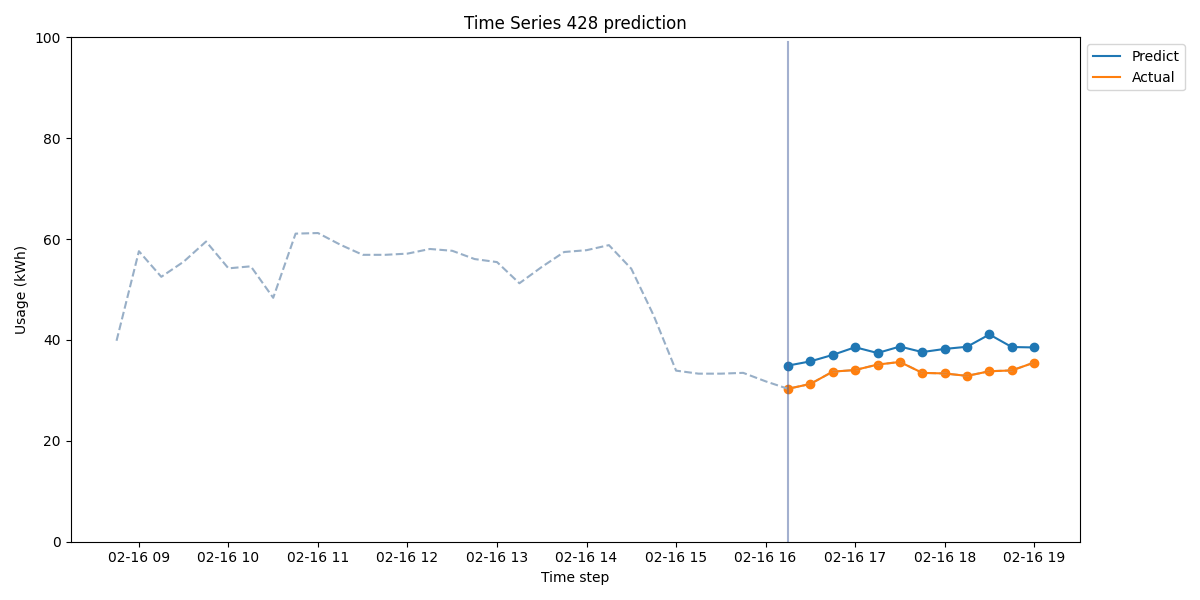 Time Series 428 prediction
100
80
60
40
20
0
Usage (kWh)
02-16 09 02-16 10 02-16 11 02-16 12 02-16 13 02-16 14 02-16 15 02-16 16 02-16 17 02-16 18 02-16 19
Time step
Predict
Actual